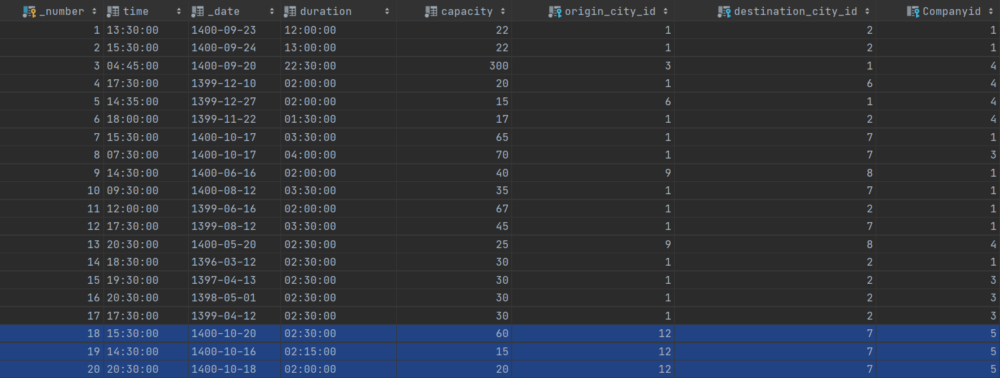 _number time _date duration capacity origin_city_id destination_city_id Companyid
1 13:30:00 1400-09-23 12:00:00 22 1 2 1
2 15:30:00 1400-09-24 13:00:00 22 1 2 1
3 04:45:00 1400-09-20 22:30:00 300 3 1 4
4 17:30:00 1399-12-10 02:00:00 20 1 6 4
5 14:35:00 1399-12-27 02:00:00 15 6 1 4
6 18:00:00 1399-11-22 01:30:00 17 1 2 4
7 15:30:00 1400-10-17 03:30:00 65 1 7 1
8 07:30:00 1400-10-17 04:00:00 70 1 7 3
9 14:30:00 1400-06-16 02:00:00 40 9 8 1
10 09:30:00 1400-08-12 03:30:00 35 1 7 1
11 12:00:00 1399-06-16 02:00:00 67 1 2 1
12 17:30:00 1399-08-12 03:30:00 45 1 7 1
13 20:30:00 1400-05-20 02:30:00 25 9 8 4
14 18:30:00 1396-03-12 02:30:00 30 1 2 1
15 19:30:00 1397-04-13 02:30:00 30 1 2 3
16 20:30:00 1398-05-01 02:30:00 30 1 2 3
17 17:30:00 1399-04-12 02:30:00 30 1 2 3
18 15:30:00 1400-10-20 02:30:00 60 12 7 5
19 14:30:00 1400-10-16 02:15:00 15 12 7 5
20 20:30:00 1400-10-18 02:00:00 20 12 7 5